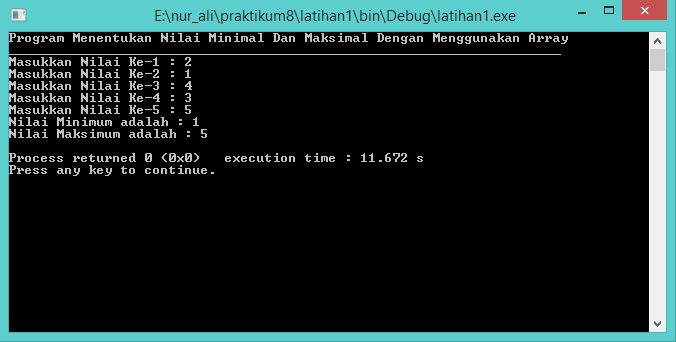 E:\nur_ali\praktikum8\latihan1\bin\Debug\latihan1.exe
Program Menentukan Nilai Minimal Dan Maksimal Dengan Menggunakan Array
Masukkan Nilai Ke-1 : 2
Masukkan Nilai Ke-2 : 1
Masukkan Nilai Ke-3 : 4
Masukkan Nilai Ke-4 : 3
Masukkan Nilai Ke-5 : 5
Nilai Minimum adalah : 1
Nilai Maksimum adalah : 5
Process returned 0 (0x0)   execution time : 11.672 s
Press any key to continue.